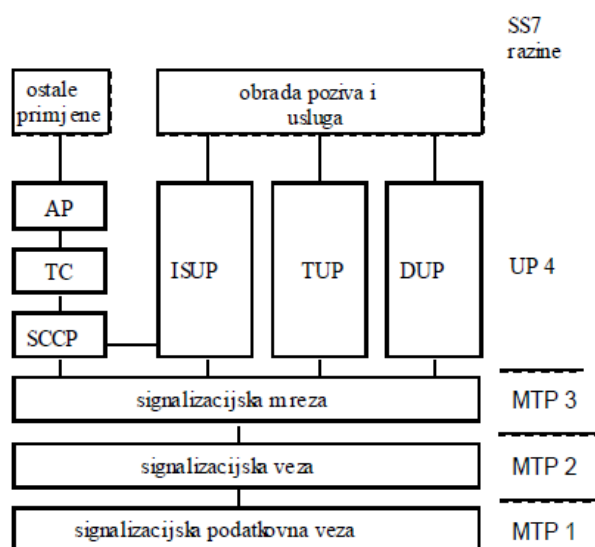 SS7
razine
ostale
primjene
obrada poziva i
usluga
AP
TC
SCCP
ISUP
TUP
DUP
UP 4
signalizacijska mreza
MTP 3
signalizacijska veza
MTP 2
signalizacijska podatkovna veza
MTP 1